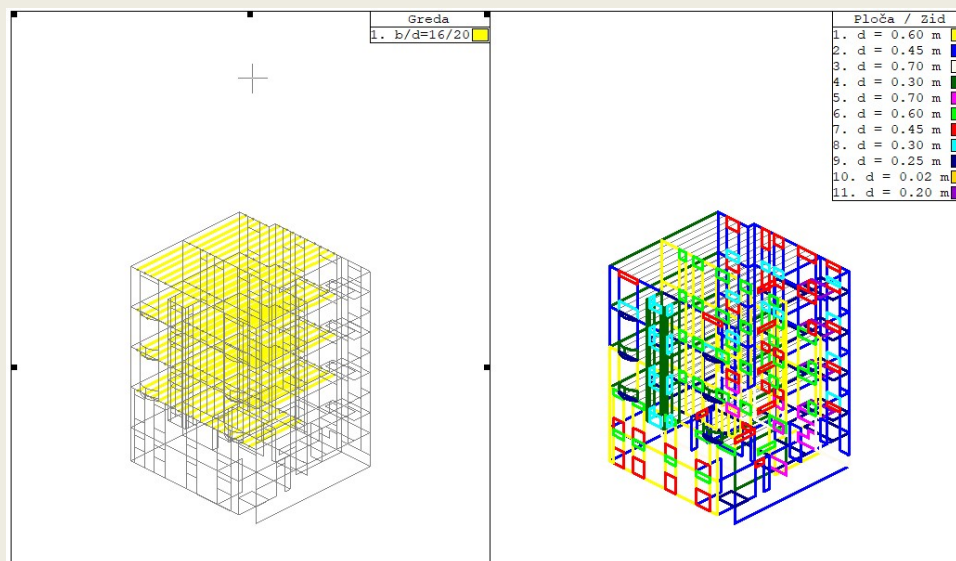 Greda
1. b/d=16/20
Ploča / Zid
1. d = 0.60 m
2. d = 0.45 m
3. d = 0.70 m
4. d = 0.30 m
5. d = 0.70 m
6. d = 0.60 m
7. d = 0.45 m
8. d = 0.30 m
9. d = 0.25 m
10. d = 0.02 m
11. d = 0.20 m